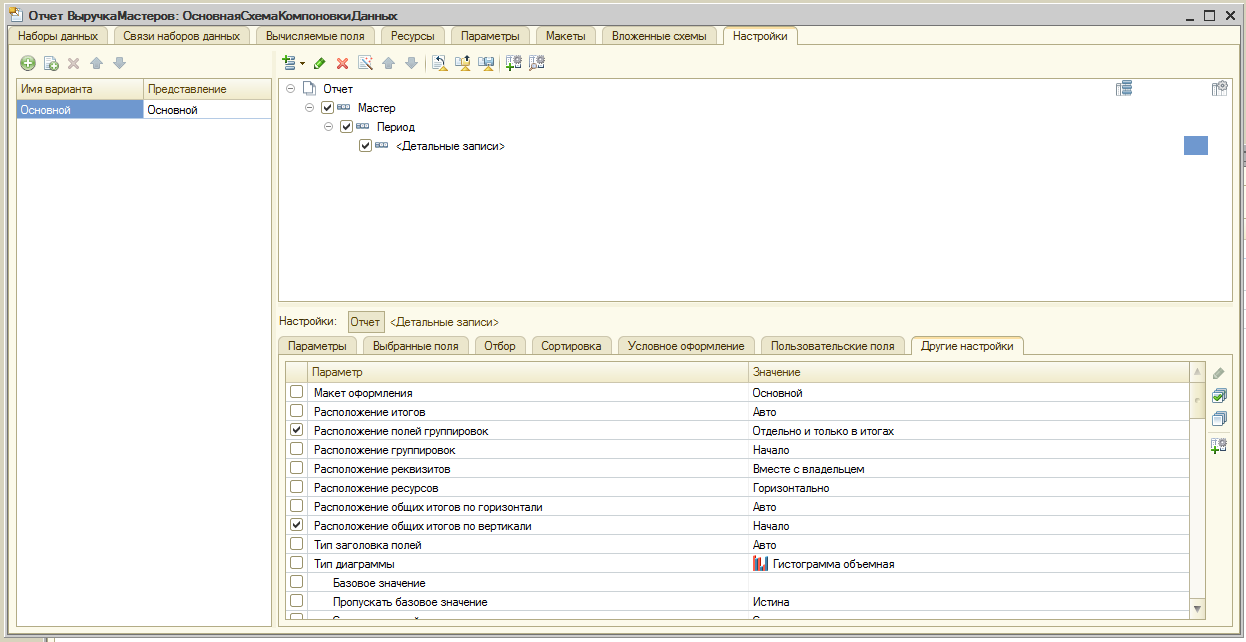 Отчет ВыручкаМастеров: ОсновнаяСхемаКомпоновкиДанных
Наборы данных Связи наборов данных Вычисляемые поля Ресурсы Параметры Макеты Вложенные схемы Настройки
Имя варианта Представление
Основной Основной
Отчет
Мастер
Период
<Детальные записи>
Настройки: Отчет <Детальные записи>
Параметры Выбранные поля Отбор Сортировка Условное оформление Пользовательские поля Другие настройки
Параметр Значение
Макет оформления Основной
Расположение итогов Авто
Расположение полей группировок Отдельно и только в итогах
Расположение группировок Начало
Расположение реквизитов Вместе с владельцем
Расположение ресурсов Горизонтально
Расположение общих итогов по горизонтали Авто
Расположение общих итогов по вертикали Начало
Тип заголовка полей Авто
Тип диаграммы Гистограмма объемная
Базовое значение
Пропускать базовое значение Истина